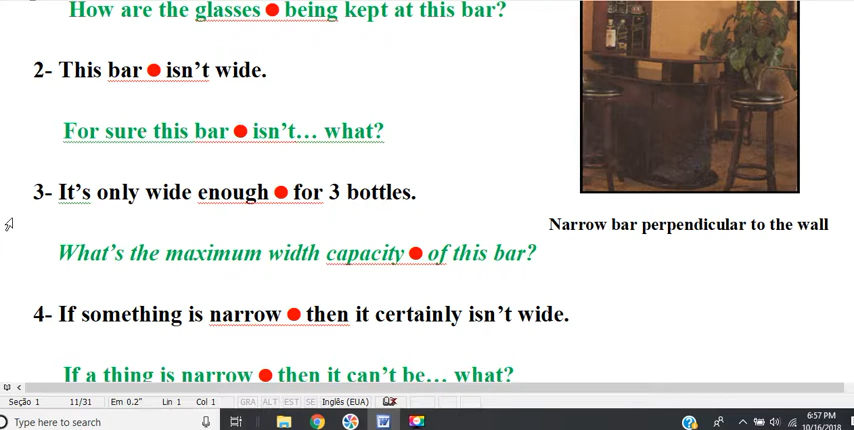 How are the glasses ● being kept at this bar?
2- This bar ● isn't wide.
For sure this bar ● isn't… what?
3- It's only wide enough ● for 3 bottles.
Narrow bar perpendicular to the wall
What's the maximum width capacity ● of this bar?
4- If something is narrow ● then it certainly isn't wide.
If a thing is narrow ● then it can't be… what?
Seção 1 11/31 Em 0.2" Lin 1 Col 1 GRA ALT EST SE Inglês (EUA)
Type here to search
6:57 PM
10/16/2018